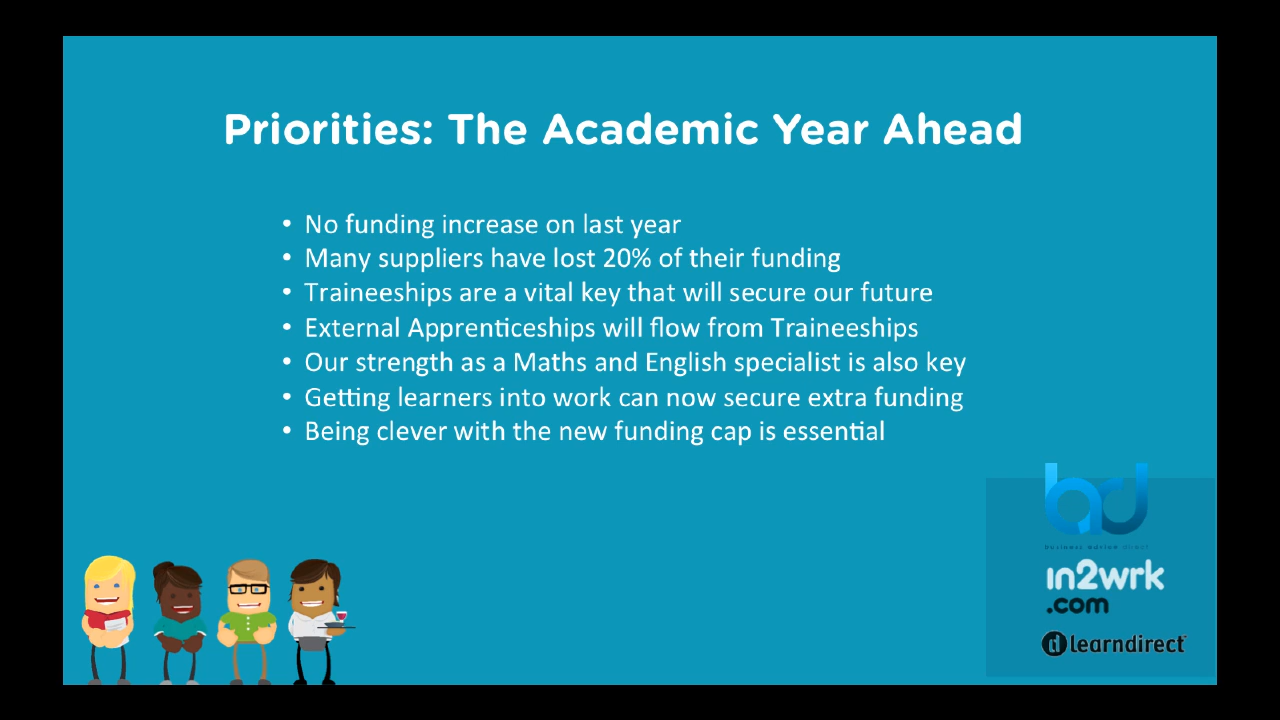 Priorities: The Academic Year Ahead
• No funding increase on last year
• Many suppliers have lost 20% of their funding
• Traineeships are a vital key that will secure our future
• External Apprenticeships will flow from Traineeships
• Our strength as a Maths and English specialist is also key
• Getting learners into work can now secure extra funding
• Being clever with the new funding cap is essential
business advice direct
in2wrk
.com
learndirect